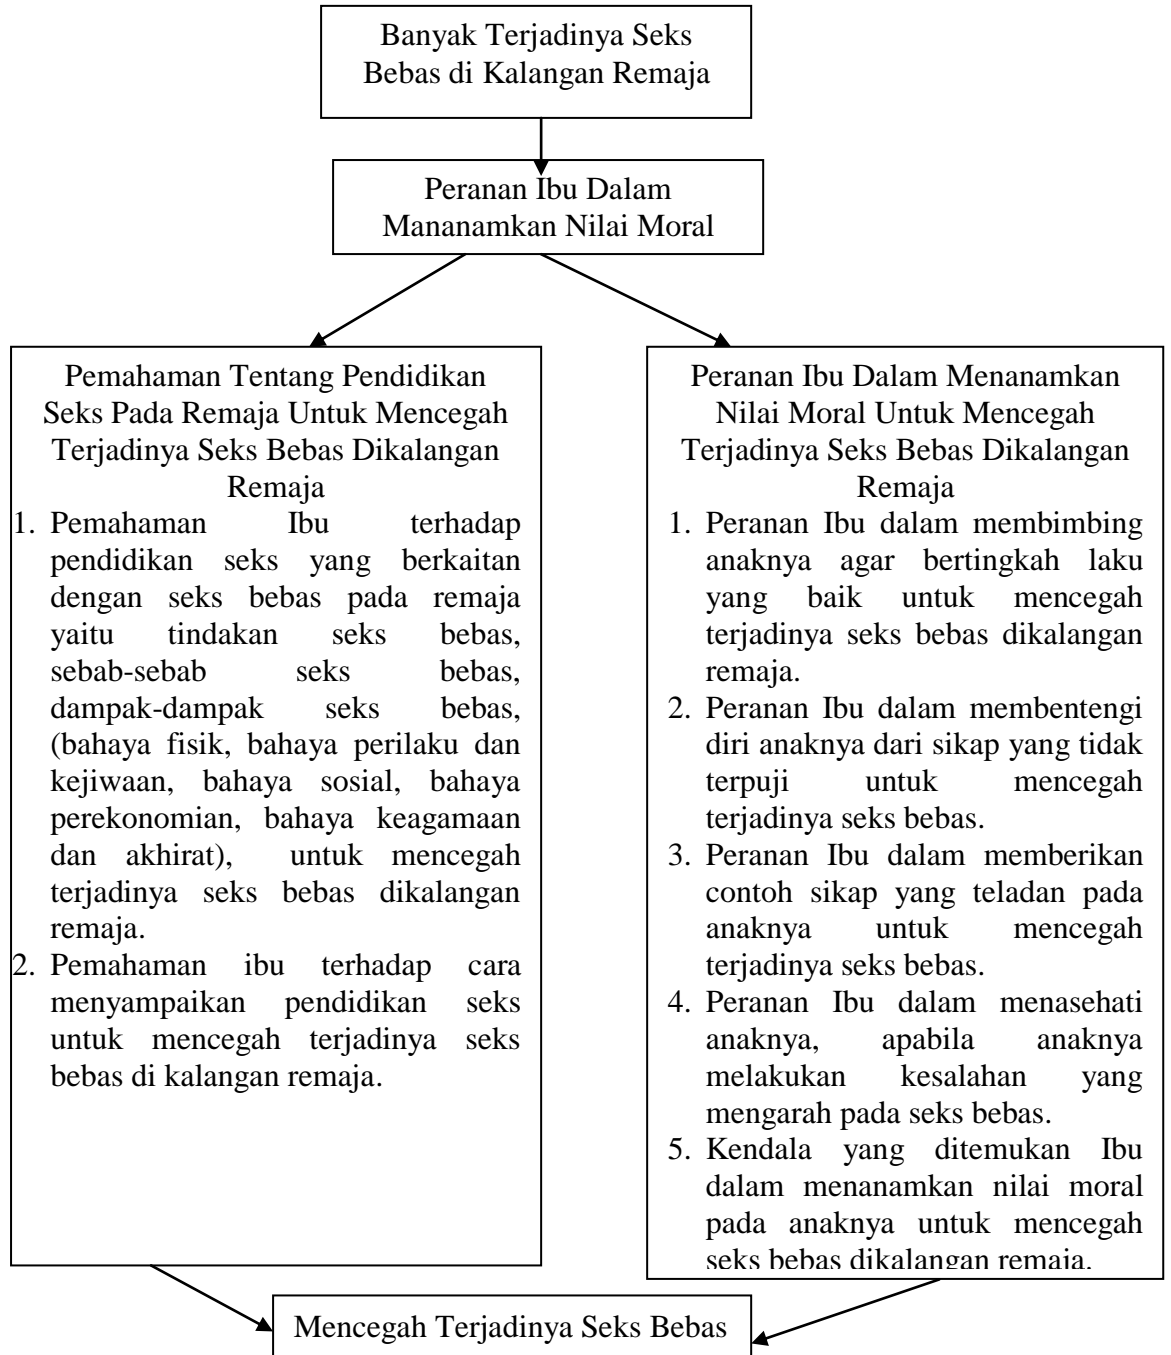 Banyak Terjadinya Seks
Bebas di Kalangan Remaja
Peranan Ibu Dalam
Mananamkan Nilai Moral
Pemahaman Tentang Pendidikan
Seks Pada Remaja Untuk Mencegah
Terjadinya Seks Bebas Dikalangan
Remaja
1. Pemahaman Ibu terhadap
pendidikan seks yang berkaitan
dengan seks bebas pada remaja
yaitu tindakan seks bebas,
sebab-sebab seks bebas,
dampak-dampak seks bebas,
(bahaya fisik, bahaya perilaku dan
kejiwaan, bahaya sosial, bahaya
perekonomian, bahaya keagamaan
dan akhirat), untuk mencegah
terjadinya seks bebas dikalangan
remaja.
2. Pemahaman ibu terhadap cara
menyampaikan pendidikan seks
untuk mencegah terjadinya seks
bebas di kalangan remaja.
Peranan Ibu Dalam Menanamkan
Nilai Moral Untuk Mencegah
Terjadinya Seks Bebas Dikalangan
Remaja
1. Peranan Ibu dalam membimbing
anaknya agar bertingkah laku
yang baik untuk mencegah
terjadinya seks bebas dikalangan
remaja.
2. Peranan Ibu dalam membentengi
diri anaknya dari sikap yang tidak
terpuji untuk mencegah
terjadinya seks bebas.
3. Peranan Ibu dalam memberikan
contoh sikap yang teladan pada
anaknya untuk mencegah
terjadinya seks bebas.
4. Peranan Ibu dalam menasehati
anaknya, apabila anaknya
melakukan kesalahan yang
mengarah pada seks bebas.
5. Kendala yang ditemukan Ibu
dalam menanamkan nilai moral
pada anaknya untuk mencegah
seks bebas dikalangan remaja.
Mencegah Terjadinya Seks Bebas